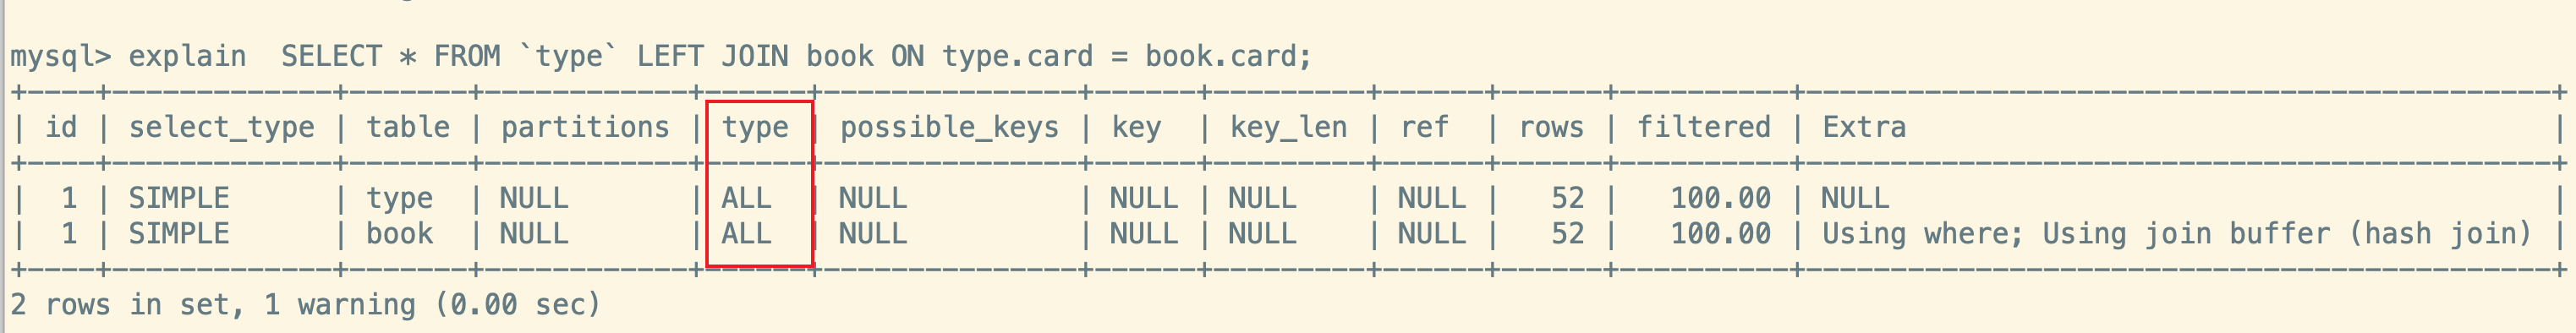 mysql> explain  SELECT * FROM `type` LEFT JOIN book ON type.card = book.card;
+----+-------------+-------+------------+------+---------------+------+---------+------+------+----------+--------------------------------------------+
| id | select_type | table | partitions | type | possible_keys | key  | key_len | ref  | rows | filtered | Extra                                      |
+----+-------------+-------+------------+------+---------------+------+---------+------+------+----------+--------------------------------------------+
|  1 | SIMPLE      | type  | NULL       | ALL  | NULL          | NULL | NULL    | NULL |   52 |   100.00 | NULL                                       |
|  1 | SIMPLE      | book  | NULL       | ALL  | NULL          | NULL | NULL    | NULL |   52 |   100.00 | Using where; Using join buffer (hash join) |
+----+-------------+-------+------------+------+---------------+------+---------+------+------+----------+--------------------------------------------+
2 rows in set, 1 warning (0.00 sec)